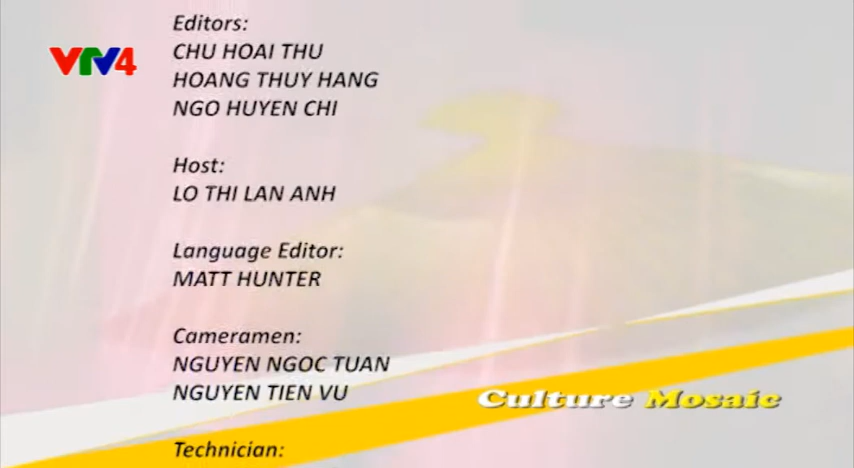 Editors:
VTV4
CHU HOAI THU
HOANG THUY HANG
NGO HUYEN CHI
Host:
LO THI LAN ANH
Language Editor:
MATT HUNTER
Cameramen:
NGUYEN NGOC TUAN
NGUYEN TIEN VU
Culture Mosaic
Technician: